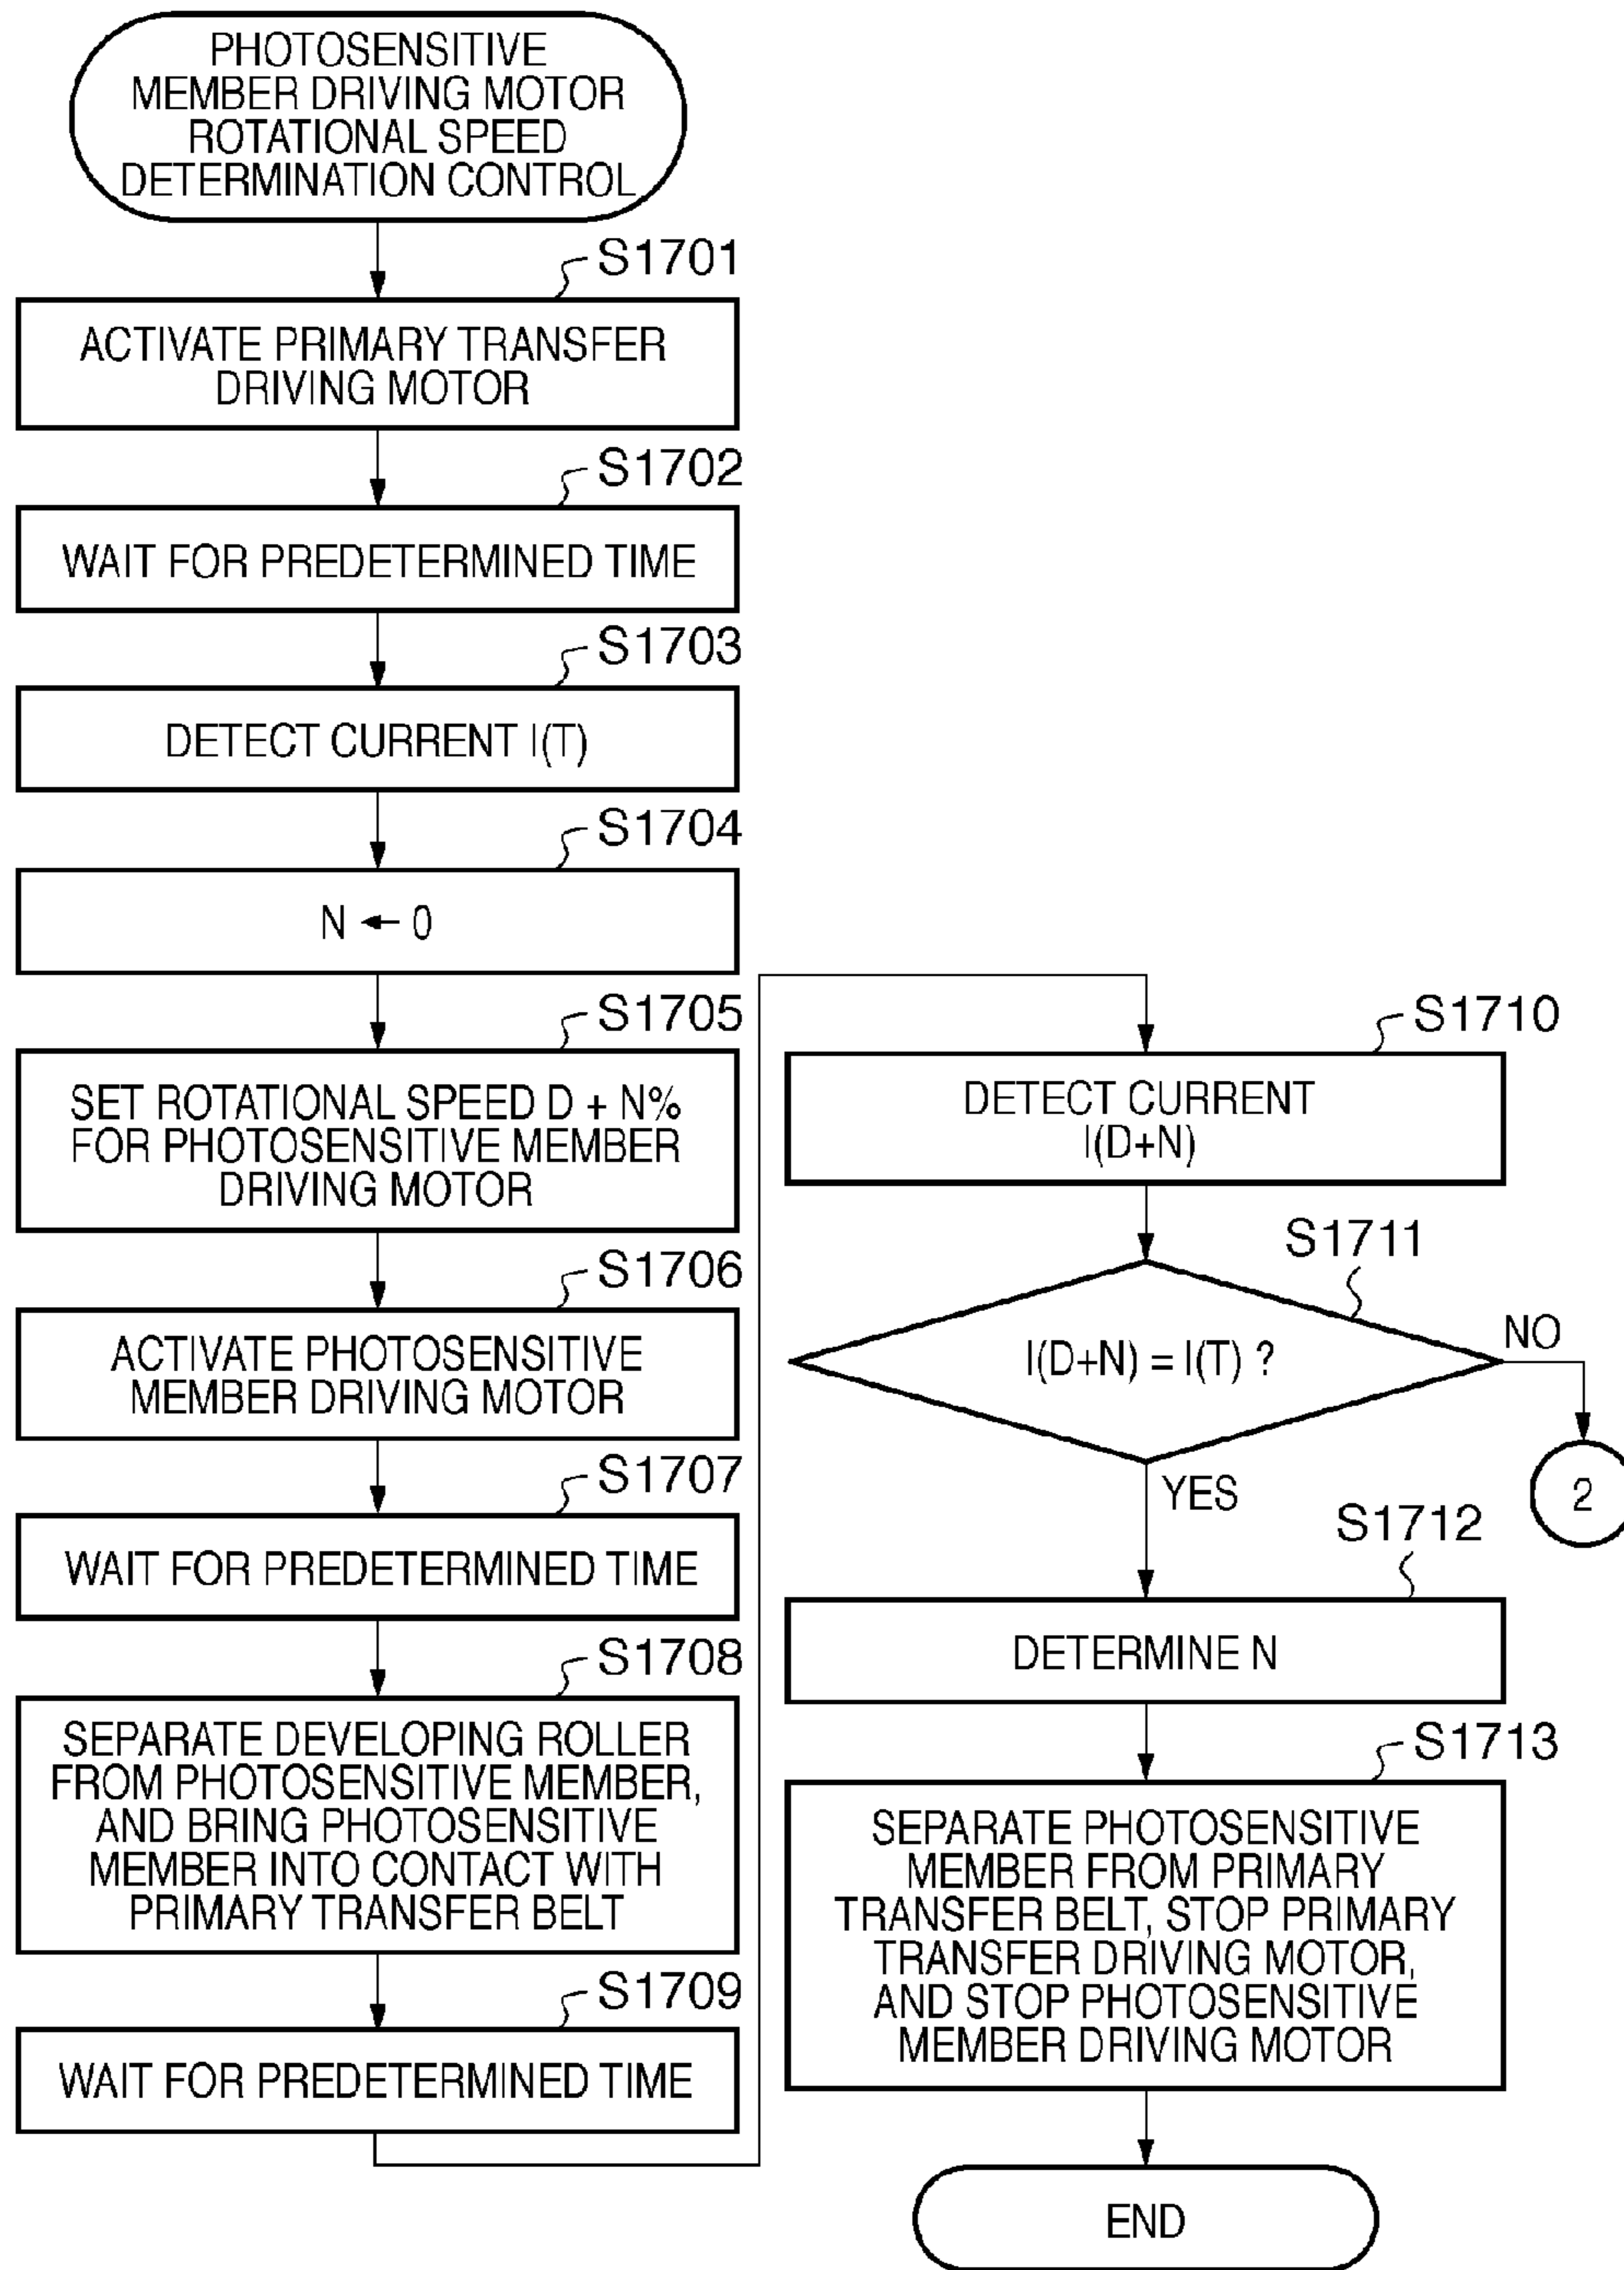 PHOTOSENSITIVE
MEMBER DRIVING MOTOR
ROTATIONAL SPEED
DETERMINATION CONTROL
S1701
ACTIVATE PRIMARY TRANSFER
DRIVING MOTOR
S1702
WAIT FOR PREDETERMINED TIME
S1703
DETECT CURRENT I(T)
S1704
N ← 0
S1705
SET ROTATIONAL SPEED D + N%
FOR PHOTOSENSITIVE MEMBER
DRIVING MOTOR
S1706
ACTIVATE PHOTOSENSITIVE
MEMBER DRIVING MOTOR
S1707
WAIT FOR PREDETERMINED TIME
S1708
SEPARATE DEVELOPING ROLLER
FROM PHOTOSENSITIVE MEMBER,
AND BRING PHOTOSENSITIVE
MEMBER INTO CONTACT WITH
PRIMARY TRANSFER BELT
S1709
WAIT FOR PREDETERMINED TIME
S1710
DETECT CURRENT
I(D+N)
S1711
I(D+N) = I(T) ?
NO
2
YES
S1712
DETERMINE N
S1713
SEPARATE PHOTOSENSITIVE
MEMBER FROM PRIMARY
TRANSFER BELT, STOP PRIMARY
TRANSFER DRIVING MOTOR,
AND STOP PHOTOSENSITIVE
MEMBER DRIVING MOTOR
END